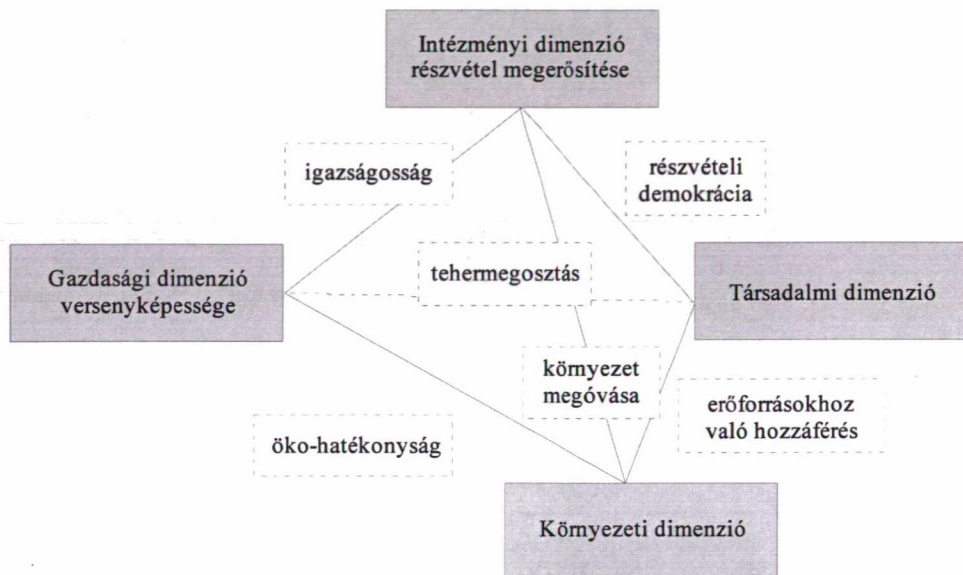 Intézményi dimenzió
részvétel megerősítése
igazságosság
részvételi
demokrácia
Gazdasági dimenzió
versenyképessége
tehermegosztás
Társadalmi dimenzió
környezet
megóvása
erőforrásokhoz
való hozzáférés
öko-hatékonyság
Környezeti dimenzió